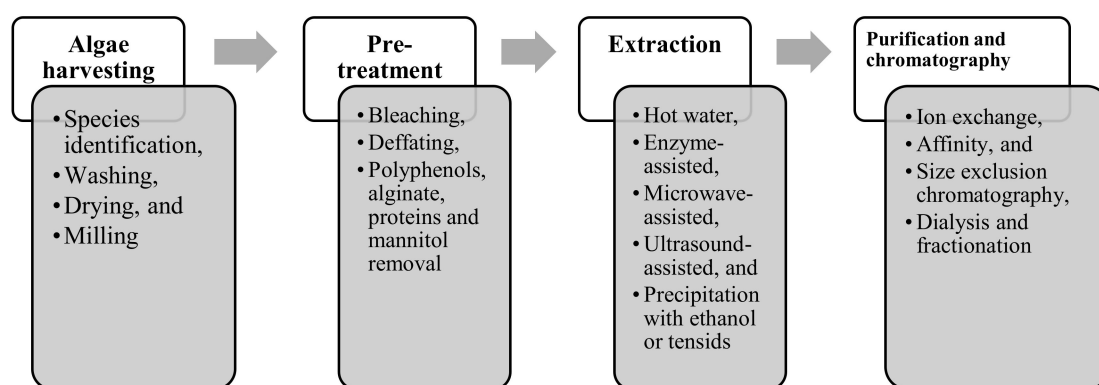 Algae
harvesting
• Species
identification,
• Washing,
• Drying, and
• Milling
Pre-
treatment
• Bleaching,
• Deffating,
• Polyphenols,
alginate,
proteins and
mannitol
removal
Extraction
• Hot water,
• Enzyme-
assisted,
• Microwave-
assisted,
• Ultrasound-
assisted, and
• Precipitation
with ethanol
or tensids
Purification and
chromatography
• Ion exchange,
• Affinity, and
• Size exclusion
chromatography,
• Dialysis and
fractionation